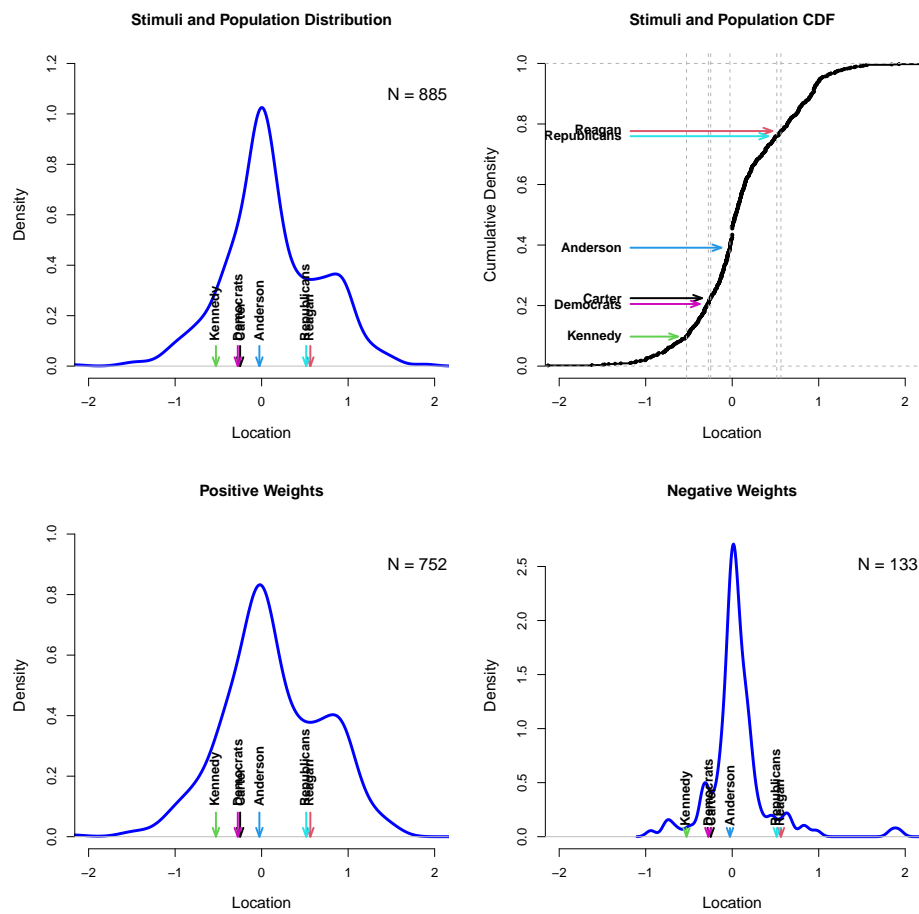 Stimuli and Population Distribution
N = 885
Density
0.0 0.2 0.4 0.6 0.8 1.0 1.2
Kennedy
Democrats
Carter
Anderson
Republicans
Reagan
−2 −1 0 1 2
Location
Stimuli and Population CDF
Cumulative Density
0.0 0.2 0.4 0.6 0.8 1.0
Reagan
Republicans
Anderson
Carter
Democrats
Kennedy
−2 −1 0 1 2
Location
Positive Weights
N = 752
Density
0.0 0.2 0.4 0.6 0.8 1.0
Kennedy
Democrats
Carter
Anderson
Republicans
Reagan
−2 −1 0 1 2
Location
Negative Weights
N = 133
Density
0.0 0.5 1.0 1.5 2.0 2.5
Kennedy
Democrats
Carter
Anderson
Republicans
Reagan
−2 −1 0 1 2
Location